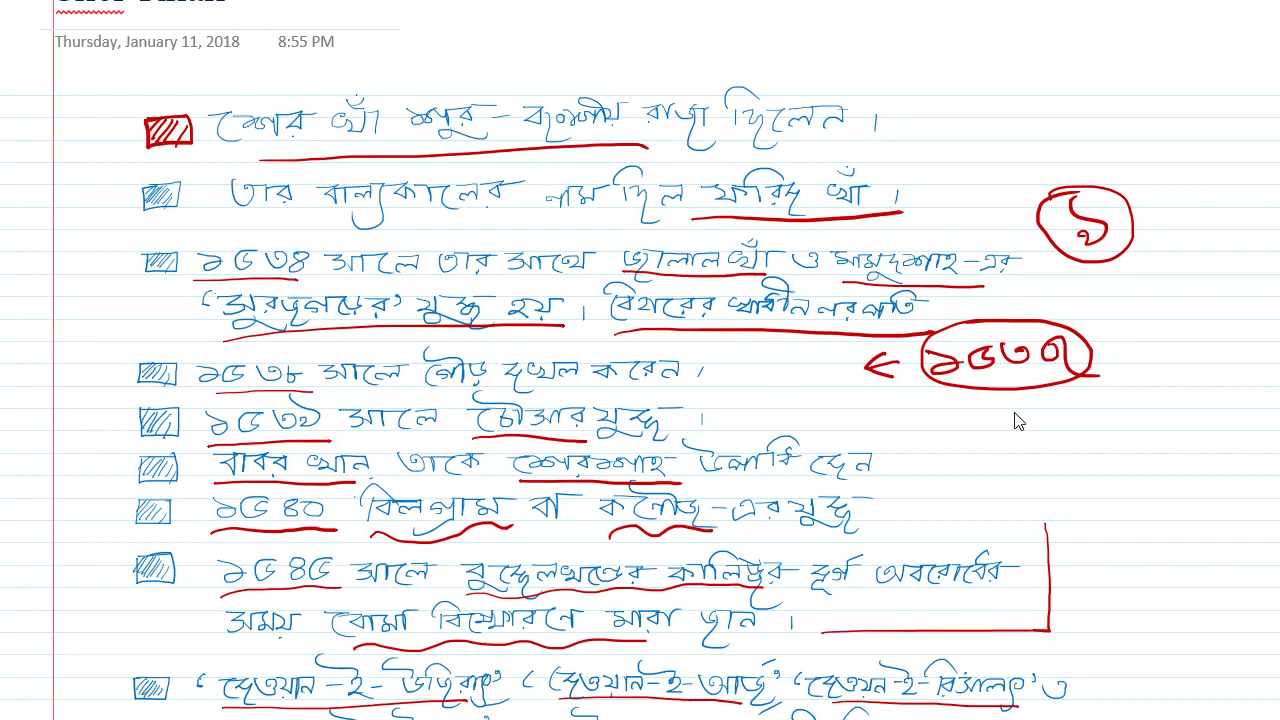 Thursday, January 11, 2018 8:55 PM
শের খাঁ শূর - বংশীয় রাজা ছিলেন ।
তার বাল্যকালের নাম ছিল ফরিদ খাঁ ।
১
১৫৩৪ সালে তার সাথে জালাল খাঁ ও মামুদশাহ - এর
'সুরজগড়ের' যুদ্ধ হয় । বিহারের স্বাধীন নরপতি
← ১৫৩৭
১৫৩৮ সালে গৌড় দখল করেন ।
১৫৩৯ সালে চৌসার যুদ্ধ ।
বাবর খান তাকে শেরশাহ উপাধি দেন
১৫৪০ বিলগ্রাম বা কনৌজ - এর যুদ্ধ
১৫৪৫ সালে বুন্দেলখণ্ডের কালিঞ্জর দূর্গ অবরোধের
সময় বোমা বিস্ফোরণে মারা জান ।
'দেওয়ান - ই - উজিরাৎ' 'দেওয়ান - ই - আর্জ' 'দেওয়ান - ই - রিসালৎ' ও